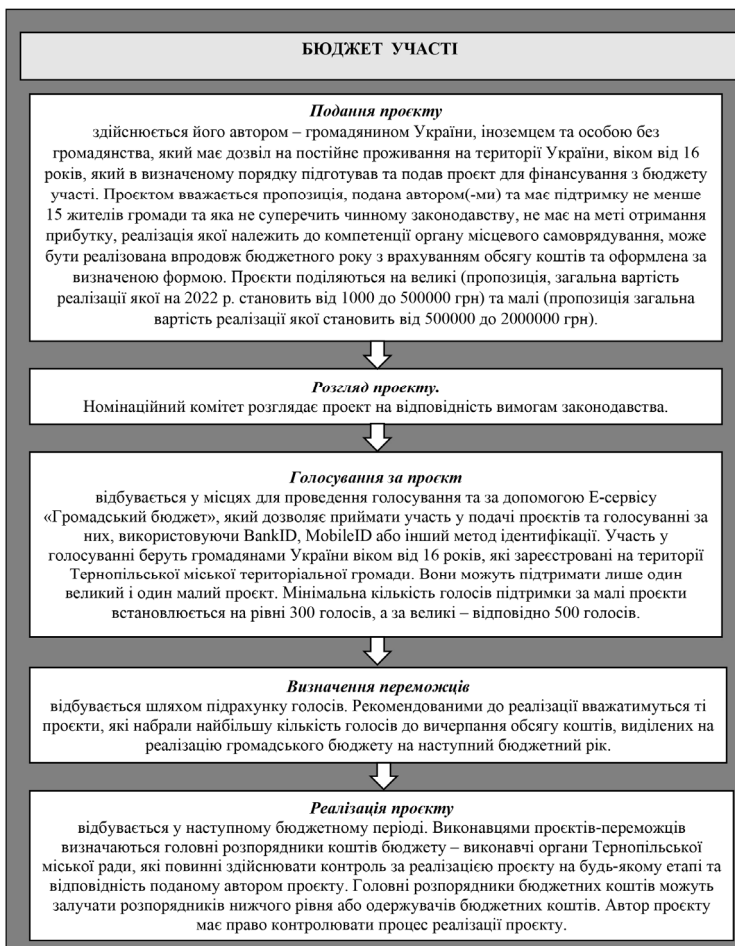 БЮДЖЕТ УЧАСТІ
Подання проєкту
здійснюється його автором – громадянином України, іноземцем та особою без
громадянства, який має дозвіл на постійне проживання на території України, віком від 16
років, який в визначеному порядку підготував та подав проєкт для фінансування з бюджету
участі. Проєктом вважається пропозиція, подана автором(-ми) та має підтримку не менше
15 жителів громади та яка не суперечить чинному законодавству, не має на меті отримання
прибутку, реалізація якої належить до компетенції органу місцевого самоврядування, може
бути реалізована впродовж бюджетного року з врахуванням обсягу коштів та оформлена за
визначеною формою. Проєкти поділяються на великі (пропозиція, загальна вартість
реалізації якої на 2022 р. становить від 1000 до 500000 грн) та малі (пропозиція загальна
вартість реалізації якої становить від 500000 до 2000000 грн).
Розгляд проекту.
Номінаційний комітет розглядає проект на відповідність вимогам законодавства.
Голосування за проєкт
відбувається у місцях для проведення голосування та за допомогою Е-сервісу
«Громадський бюджет», який дозволяє приймати участь у подачі проєктів та голосуванні за
них, використовуючи BankID, MobileID або інший метод ідентифікації. Участь у
голосуванні беруть громадянами України віком від 16 років, які зареєстровані на території
Тернопільської міської територіальної громади. Вони можуть підтримати лише один
великий і один малий проєкт. Мінімальна кількість голосів підтримки за малі проекти
встановлюється на рівні 300 голосів, а за великі – відповідно 500 голосів.
Визначення переможців
відбувається шляхом підрахунку голосів. Рекомендованими до реалізації вважатимуться ті
проєкти, які набрали найбільшу кількість голосів до вичерпання обсягу коштів, виділених на
реалізацію громадського бюджету на наступний бюджетний рік.
Реалізація проєкту
відбувається у наступному бюджетному періоді. Виконавцями проєктів-переможців
визначаються головні розпорядники коштів бюджету – виконавчі органи Тернопільської
міської ради, які повинні здійснювати контроль за реалізацією проєкту на будь-якому етапі та
відповідність поданому автором проєкту. Головні розпорядники бюджетних коштів можуть
залучати розпорядників нижчого рівня або одержувачів бюджетних коштів. Автор проєкту
має право контролювати процес реалізації проєкту.